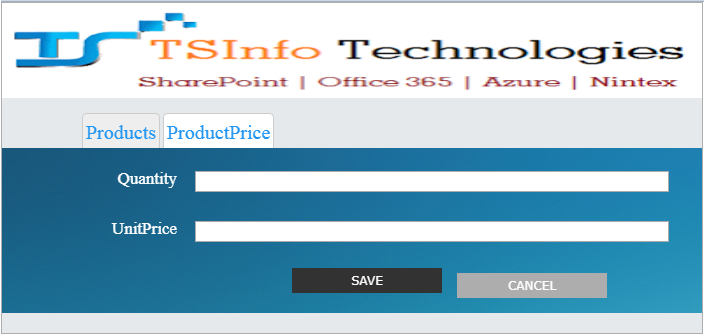 TSInfo Technologies
SharePoint | Office 365 | Azure | Nintex
Products ProductPrice
Quantity
UnitPrice
SAVE
CANCEL